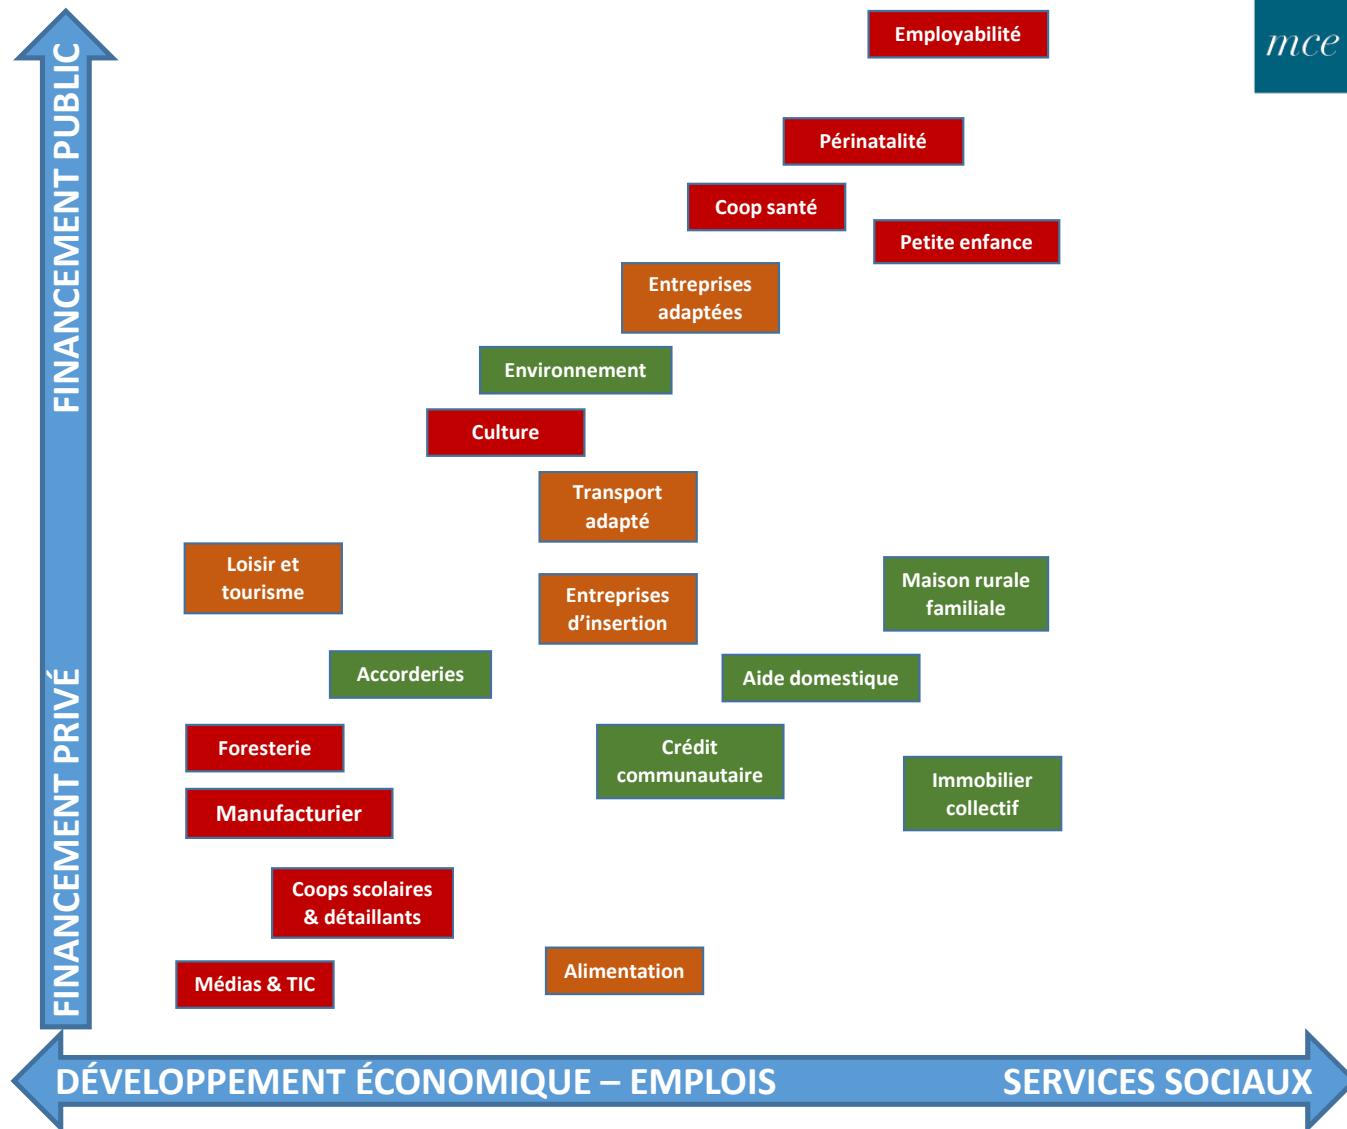 Employabilité
mce
Périnatalité
Coop santé
Petite enfance
Entreprises
adaptées
Environnement
Culture
Transport
adapté
Loisir et
tourisme
Entreprises
d’insertion
Maison rurale
familiale
Accorderies
Aide domestique
Foresterie
Crédit
communautaire
Immobilier
collectif
Manufacturier
Coops scolaires
& détaillants
Médias & TIC
Alimentation
FINANCEMENT PUBLIC
FINANCEMENT PRIVÉ
DÉVELOPPEMENT ÉCONOMIQUE – EMPLOIS
SERVICES SOCIAUX